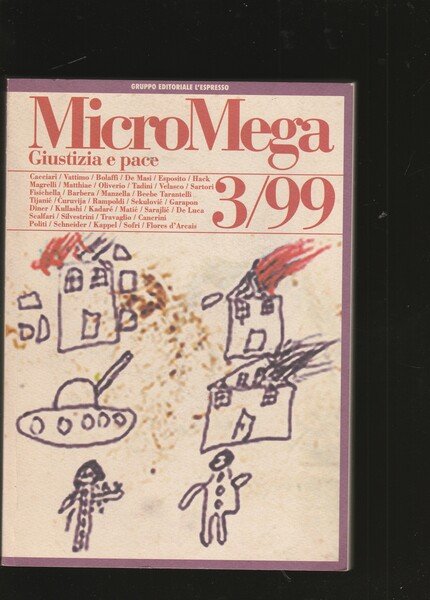 GRUPPO EDITORIALE L'ESPRESSO
MicroMega
Giustizia e pace
Cacciari / Vattimo / Bolaffi / De Masi / Esposito / Hack
Magrelli / Matthiae / Oliverio / Tadini / Velasco / Sartori
Fisichella / Barbera / Manzella / Beebe Tarantelli
Tijanić / Ćuruvija / Rampoldi / Sekulović / Garapon
Diner / Kullashi / Kadaré / Matić / Sarajlić / De Luca
Scalfari / Silvestrini / Travaglio / Canerini
Politi / Schneider / Kappel / Sofri / Flores d'Arcais
3/99